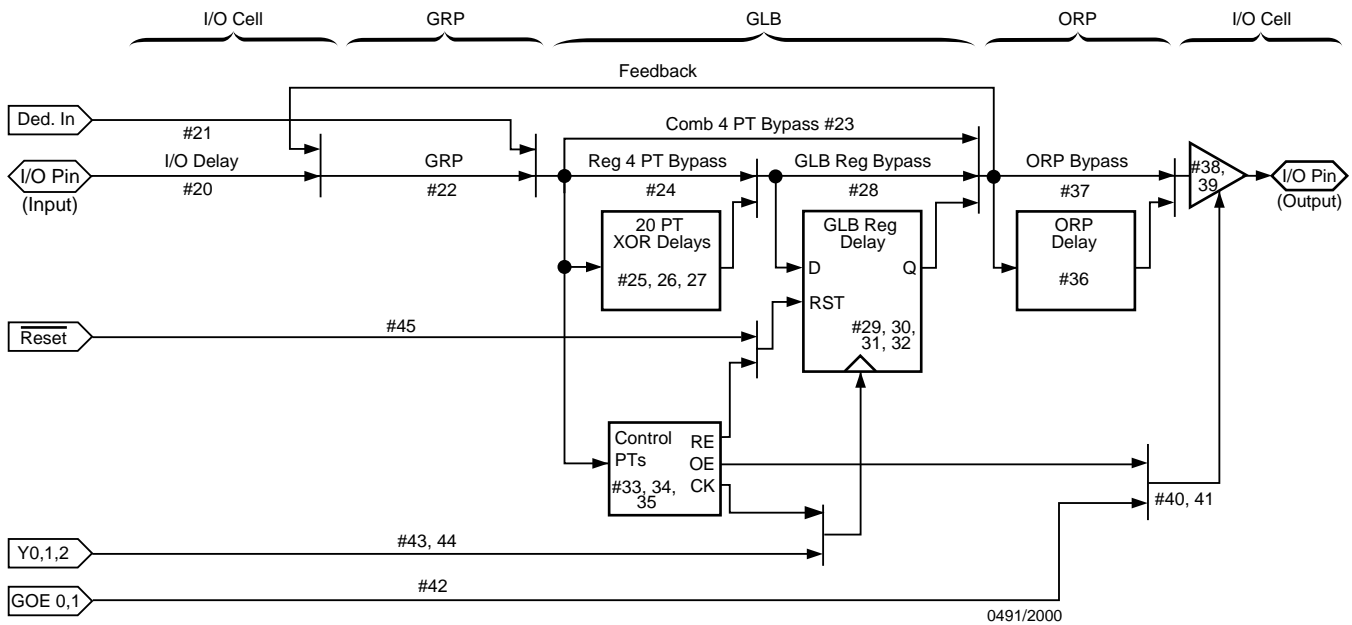 I/O Cell
GRP
GLB
ORP
I/O Cell
Feedback
Ded. In
#21
Comb 4 PT Bypass #23
I/O Pin
(Input)
I/O Delay
#20
GRP
#22
Reg 4 PT Bypass
#24
GLB Reg Bypass
#28
ORP Bypass
#37
#38,
39
I/O Pin
(Output)
20 PT
XOR Delays
#25, 26, 27
GLB Reg
Delay
D
Q
RST
#29, 30,
31, 32
ORP
Delay
#36
Reset
#45
Control
PTs
#33, 34,
35
RE
OE
CK
#40, 41
Y0,1,2
#43, 44
GOE 0,1
#42
0491/2000